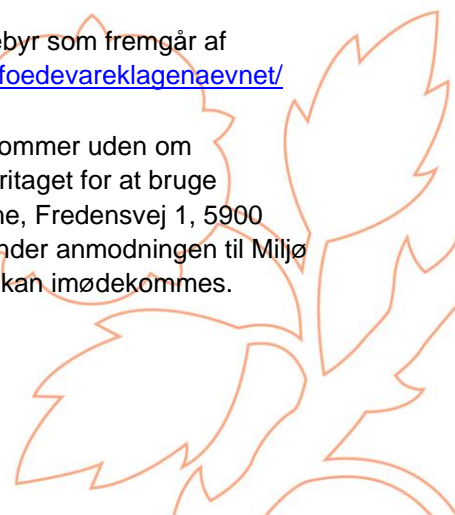 ebyr som fremgår af
foedevareklagenaevnet/
ommer uden om
ritaget for at bruge
ne, Fredensvej 1, 5900
nder anmodningen til Miljø
kan imødekommes.